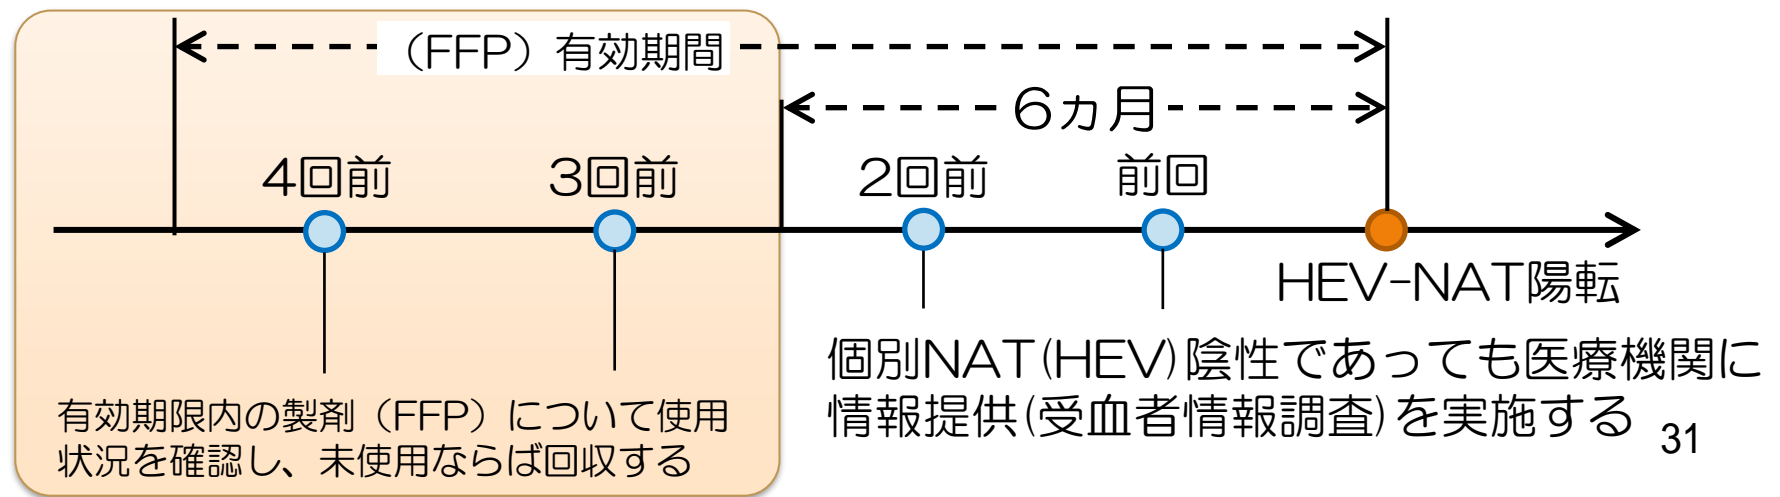 （FFP）有効期間
6ヵ月
4回前
3回前
2回前
前回
HEV-NAT陽転
個別NAT(HEV)陰性であっても医療機関に
情報提供(受血者情報調査)を実施する
有効期限内の製剤（FFP）について使用
状況を確認し、未使用ならば回収する
31